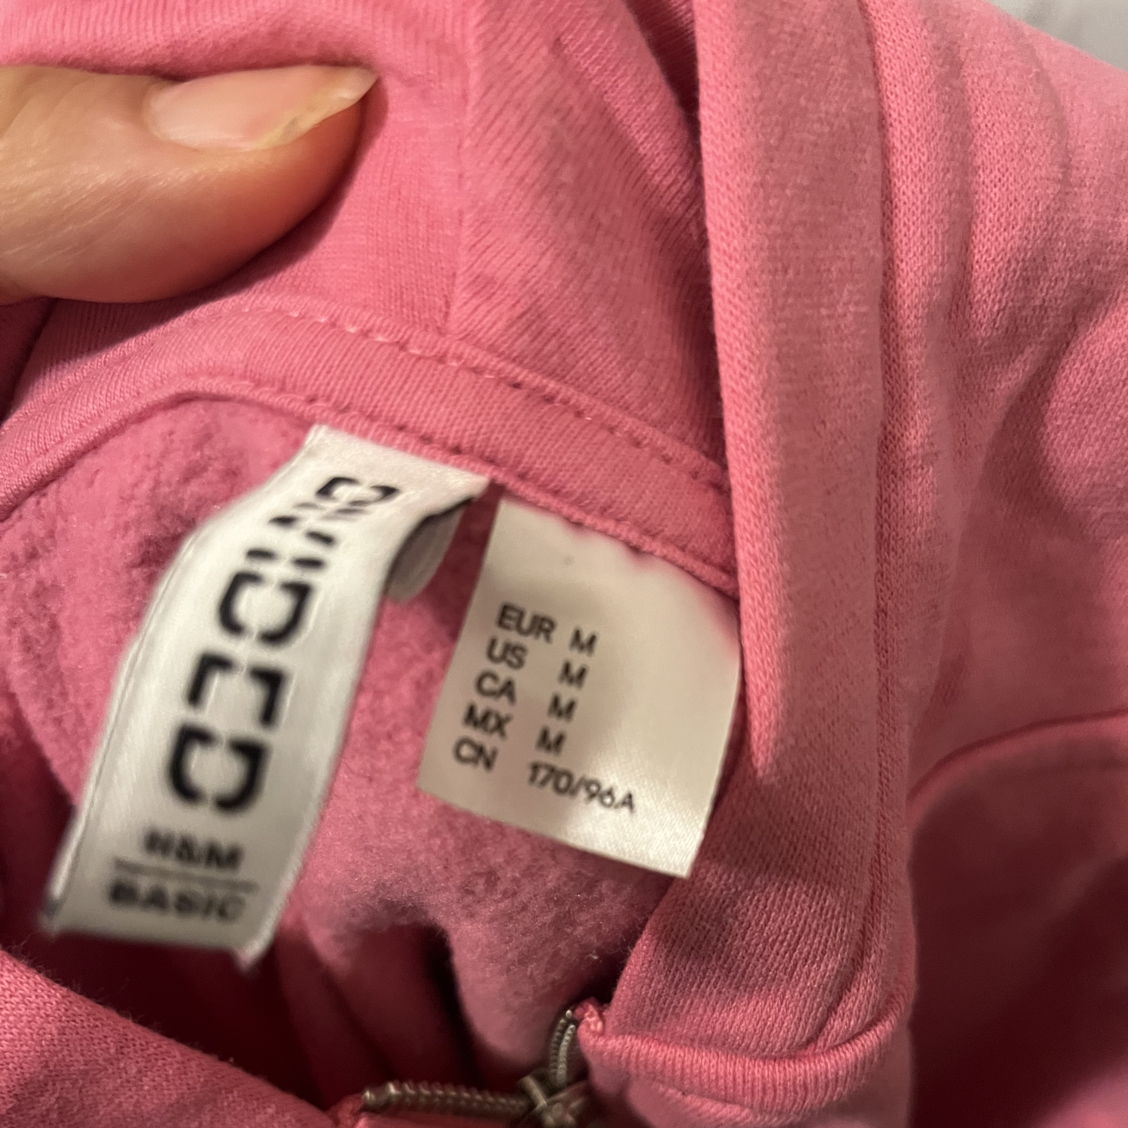 H&M
BASIC
EUR M
US M
CA M
MX M
CN 170/96A